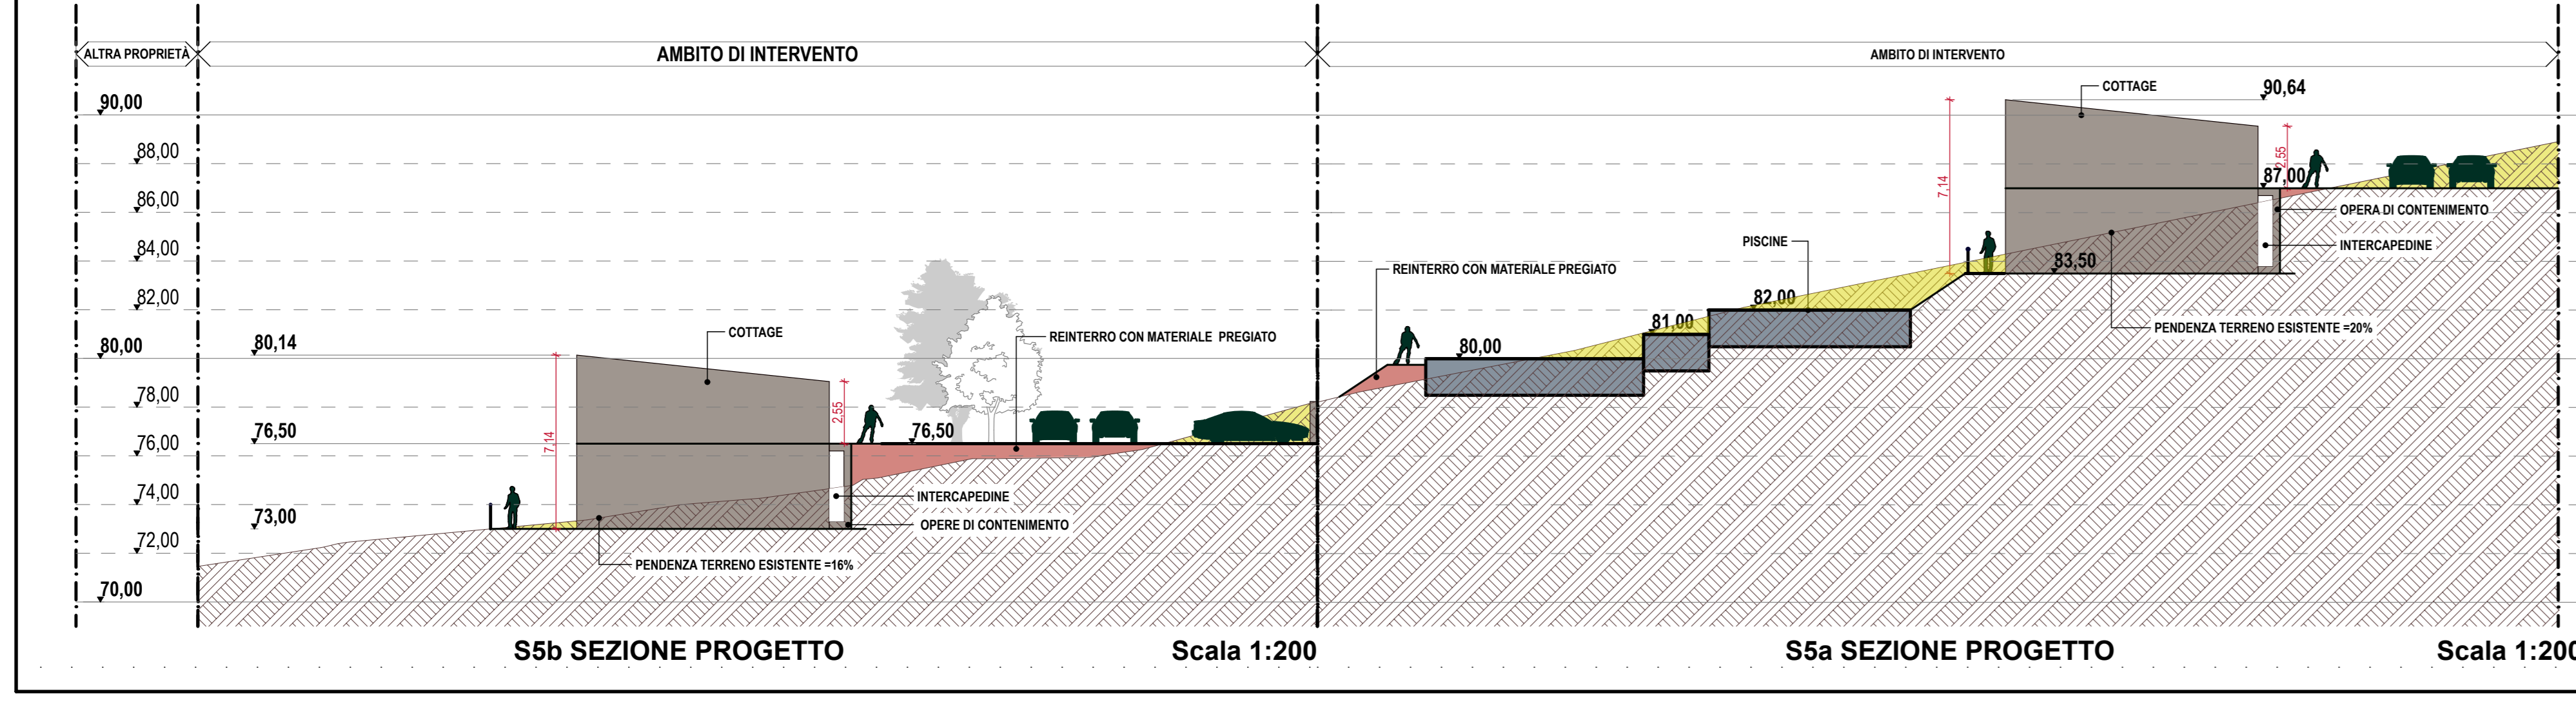 ALTRA PROPRIETÀ
AMBITO DI INTERVENTO
AMBITO DI INTERVENTO
90,00
88,00
86,00
84,00
82,00
80,00
78,00
76,00
74,00
72,00
70,00
80,14
76,50
73,00
7,14
COTTAGE
2,55
REINTERRO CON MATERIALE PREGIATO
76,50
INTERCAPEDINE
OPERE DI CONTENIMENTO
PENDENZA TERRENO ESISTENTE =16%
REINTERRO CON MATERIALE PREGIATO
80,00
81,00
PISCINE
82,00
7,14
COTTAGE
90,64
2,55
87,00
OPERA DI CONTENIMENTO
INTERCAPEDINE
83,50
PENDENZA TERRENO ESISTENTE =20%
S5b SEZIONE PROGETTO
Scala 1:200
S5a SEZIONE PROGETTO
Scala 1:200